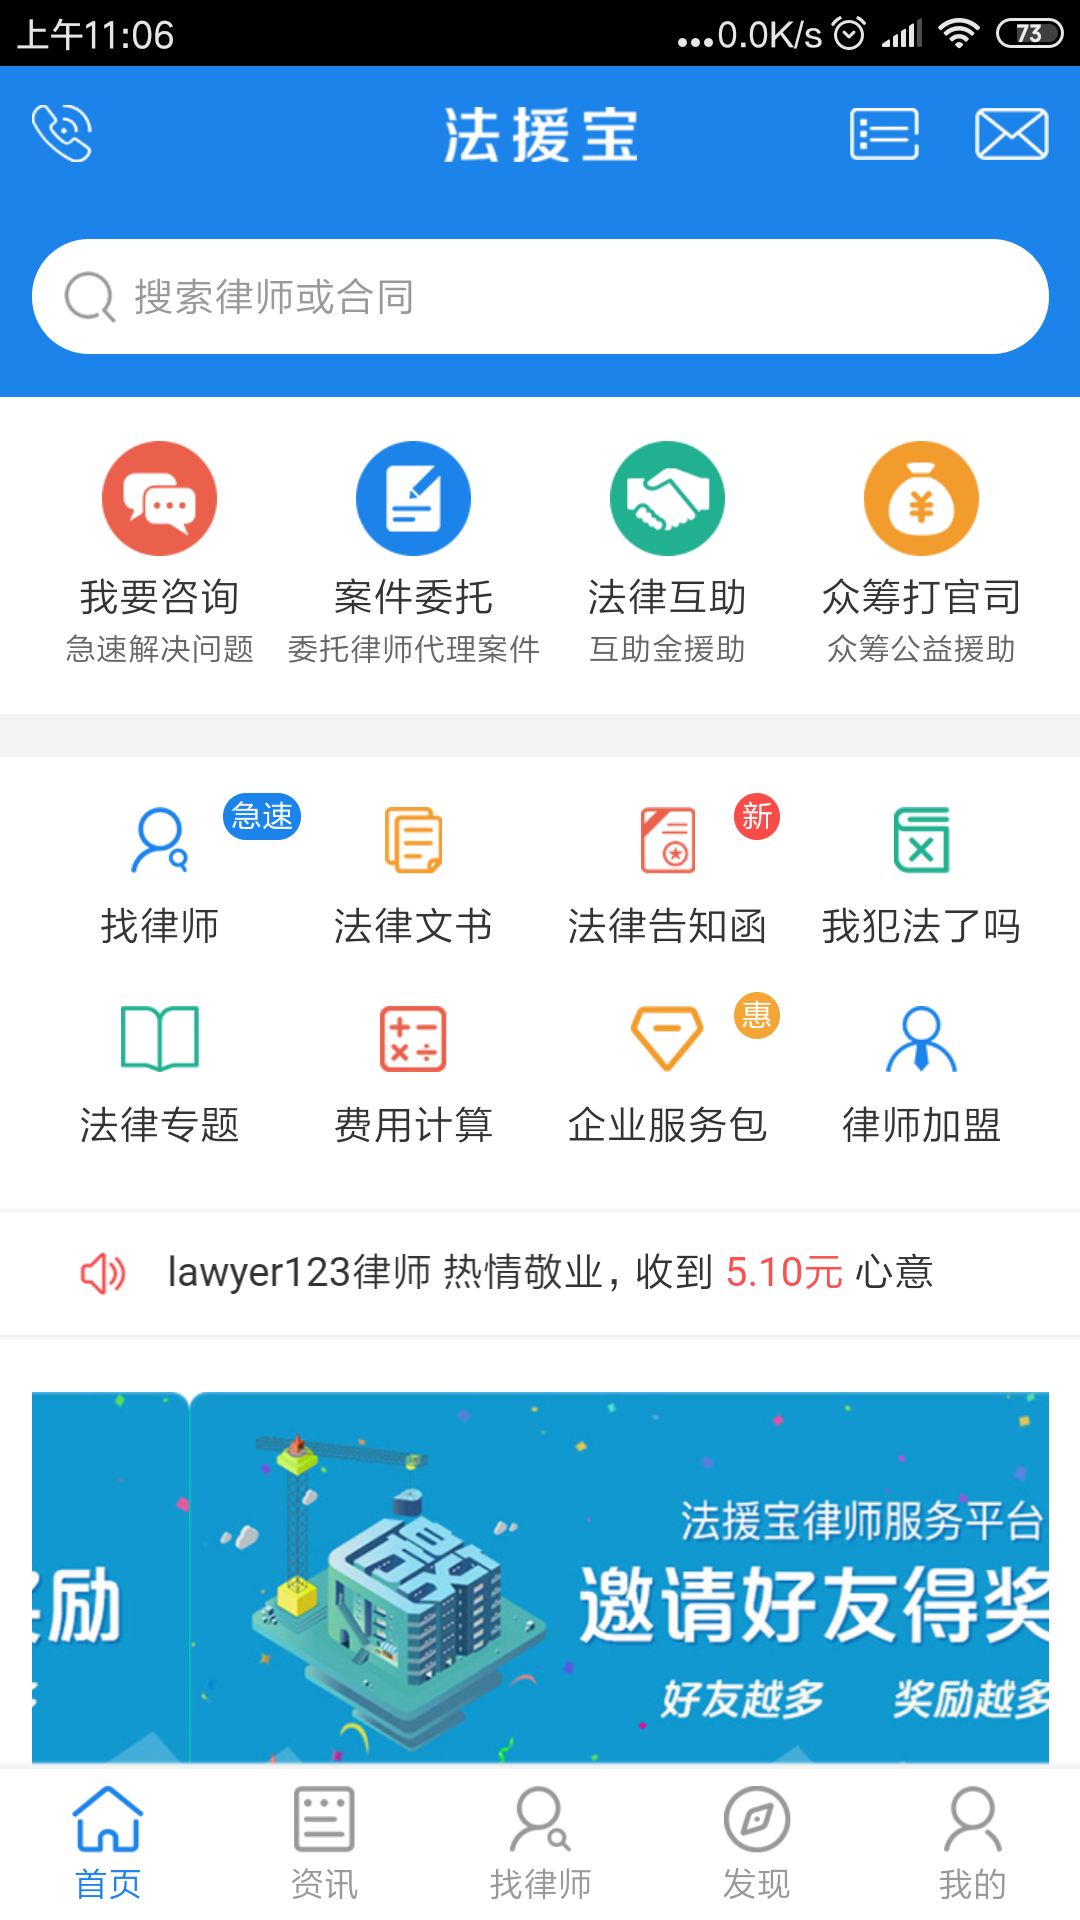 上午11:06
...0.0K/s
73
法援宝
搜索律师或合同
我要咨询 案件委托 法律互助 众筹打官司
急速解决问题 委托律师代理案件 互助金援助 众筹公益援助
急速 新
找律师 法律文书 法律告知函 我犯法了吗
惠
法律专题 费用计算 企业服务包 律师加盟
lawyer123律师 热情敬业，收到 5.10元 心意
法援宝律师服务平台
励 邀请好友得奖
好友越多 奖励越多
首页 资讯 找律师 发现 我的